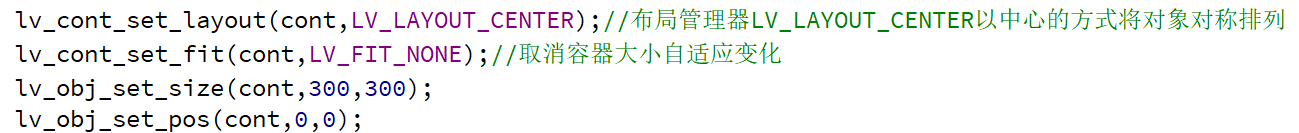 lv_cont_set_layout(cont,LV_LAYOUT_CENTER);//布局管理器LV_LAYOUT_CENTER以中心的方式将对象对称排列
lv_cont_set_fit(cont,LV_FIT_NONE);//取消容器大小自适应变化
lv_obj_set_size(cont,300,300);
lv_obj_set_pos(cont,0,0);